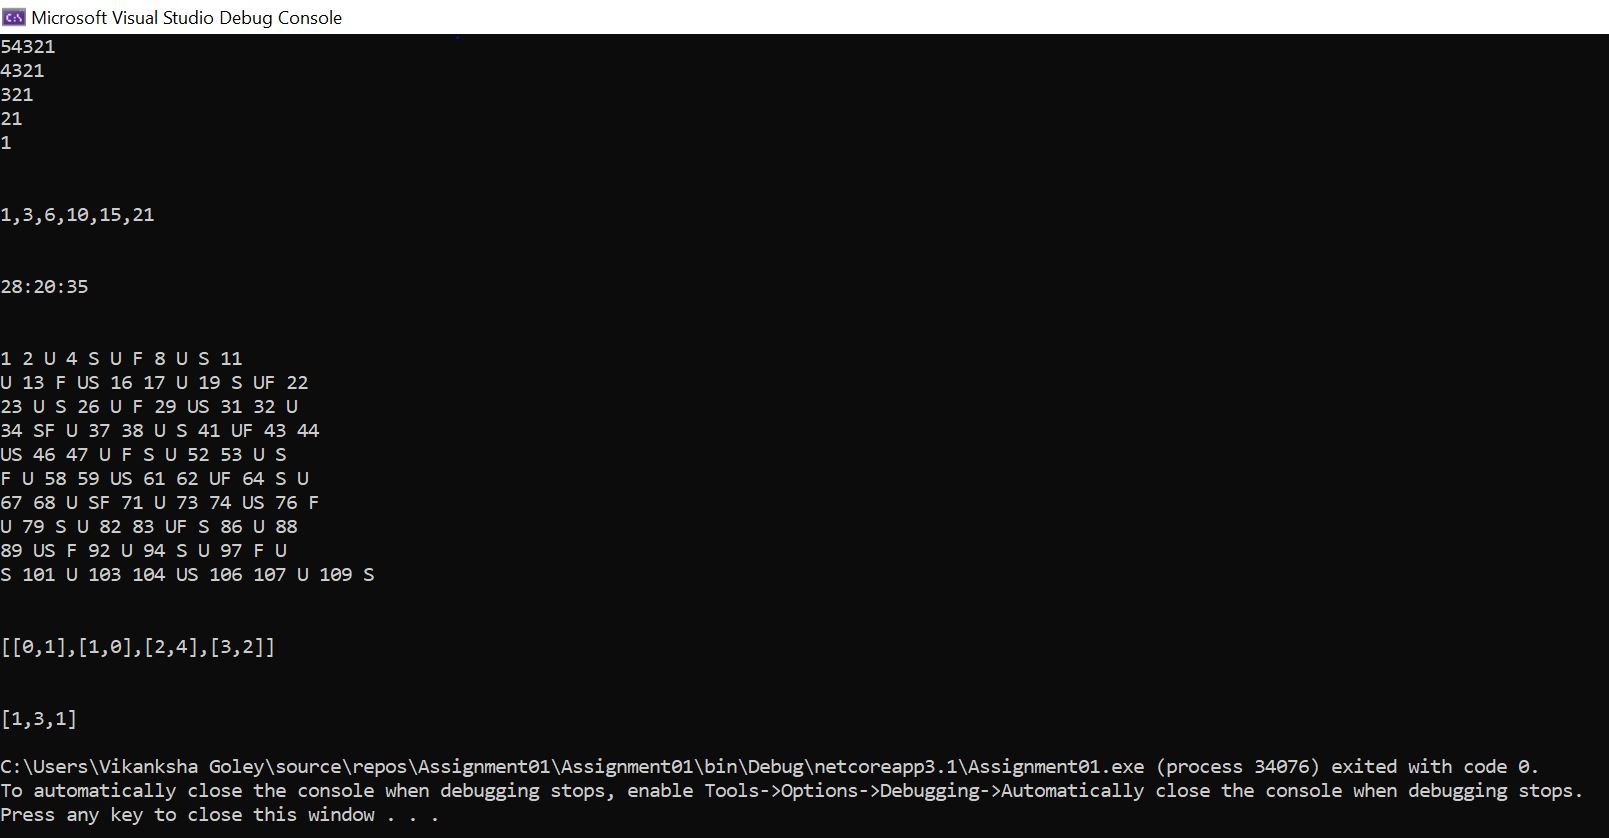 Microsoft Visual Studio Debug Console
54321
4321
321
21
1
1,3,6,10,15,21
28:20:35
1 2 U 4 S U F 8 U S 11
U 13 F US 16 17 U 19 S UF 22
23 U S 26 U F 29 US 31 32 U
34 SF U 37 38 U S 41 UF 43 44
US 46 47 U F S U 52 53 U S
F U 58 59 US 61 62 UF 64 S U
67 68 U SF 71 U 73 74 US 76 F
U 79 S U 82 83 UF S 86 U 88
89 US F 92 U 94 S U 97 F U
S 101 U 103 104 US 106 107 U 109 S
[[0,1],[1,0],[2,4],[3,2]]
[1,3,1]
C:\Users\Vikanksha Goley\source\repos\Assignment01\Assignment01\bin\Debug\netcoreapp3.1\Assignment01.exe (process 34076) exited with code 0.
To automatically close the console when debugging stops, enable Tools->Options->Debugging->Automatically close the console when debugging stops.
Press any key to close this window . . .